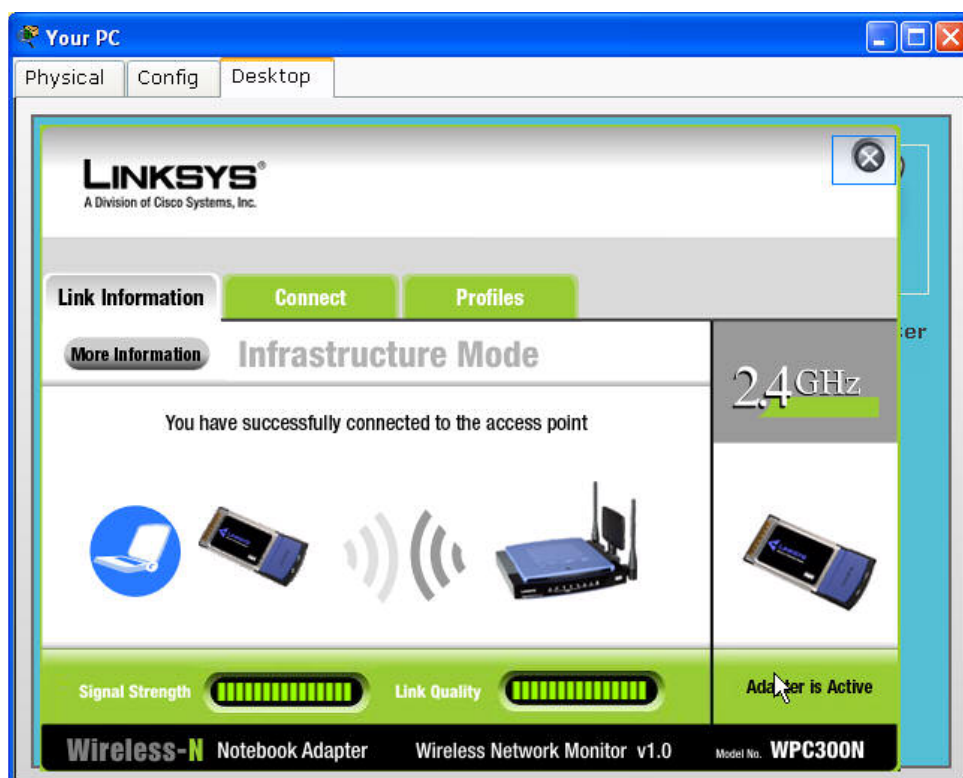 Your PC
Physical Config Desktop
LINKSYS®
A Division of Cisco Systems, Inc.
Link Information Connect Profiles
More Information Infrastructure Mode
2.4GHz
You have successfully connected to the access point
Signal Strength Link Quality Adapter is Active
Wireless-N Notebook Adapter Wireless Network Monitor v1.0 Model No. WPC300N